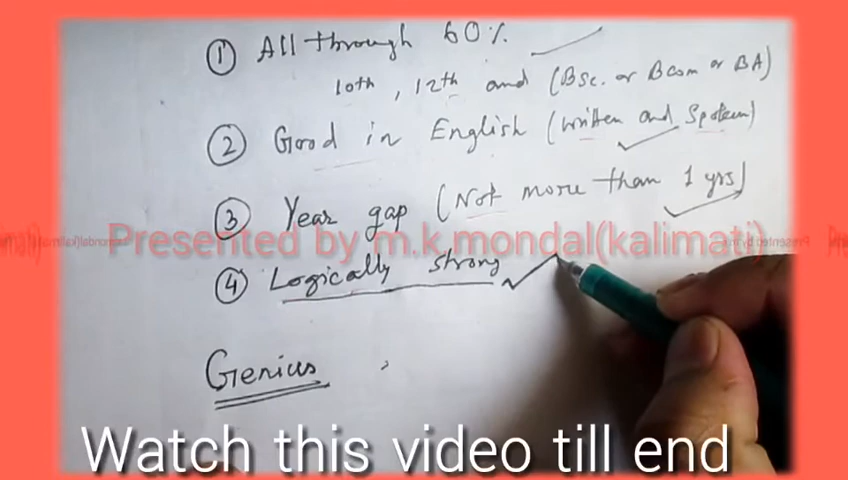 ① All through 60%
10th, 12th and (BSc. or BCom or BA)
② Good in English (written and Spoken)
③ Year gap (Not more than 1 yrs)
Presented by m.k.mondal(kalimati)
④ Logically strong
Genius
Watch this video till end